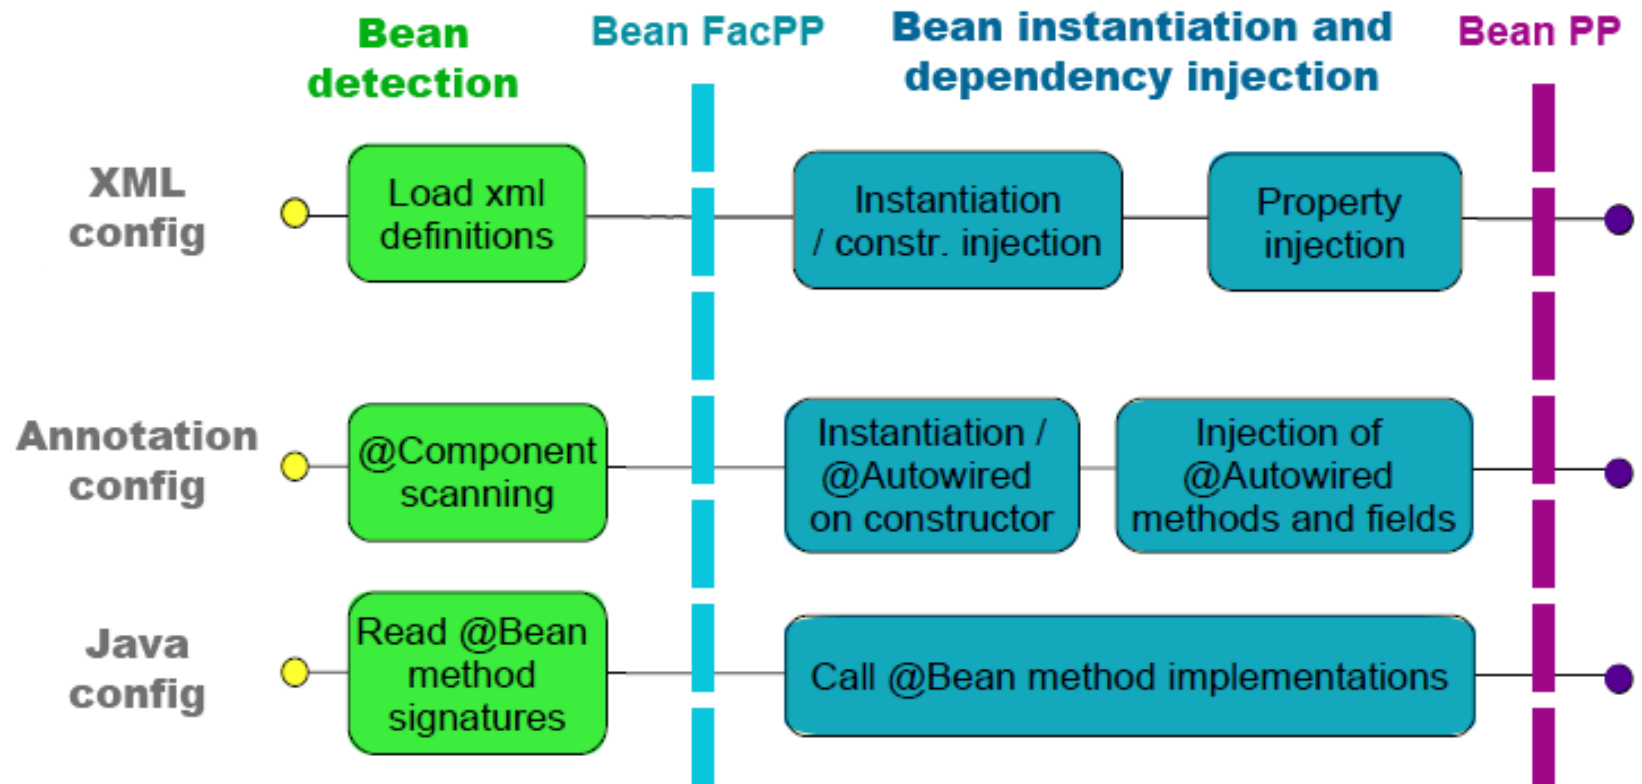 Bean
detection
Bean FacPP
Bean instantiation and
dependency injection
Bean PP
XML
config
Load xml
definitions
Instantiation
/ constr. injection
Property
injection
Annotation
config
@Component
scanning
Instantiation /
@Autowired
on constructor
Injection of
@Autowired
methods and fields
Java
config
Read @Bean
method
signatures
Call @Bean method implementations